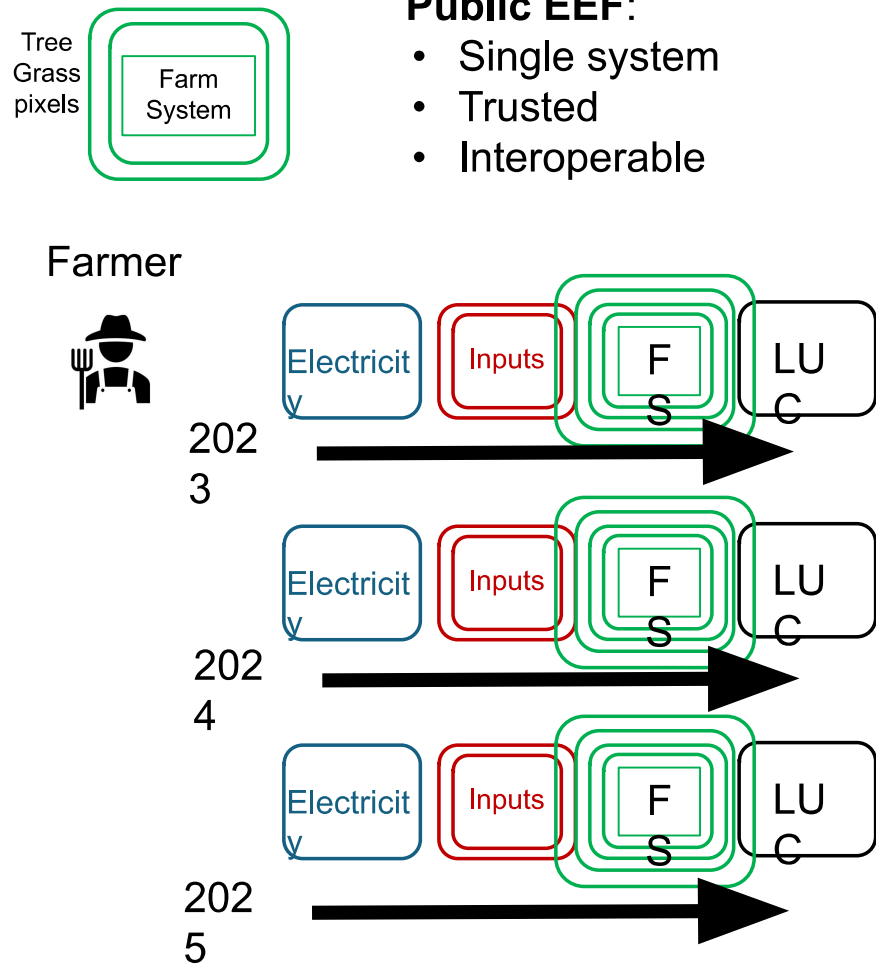 Public EEF:
• Single system
• Trusted
• Interoperable
Tree
Grass
pixels
Farm
System
Farmer
Electricit
y
Inputs
F
S
LU
C
202
3
Electricit
y
Inputs
F
S
LU
C
202
4
Electricit
y
Inputs
F
S
LU
C
202
5